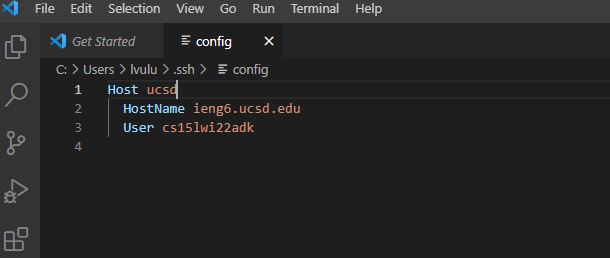 File Edit Selection View Go Run Terminal Help
Get Started config
C: > Users > lvulu > .ssh > config
1 Host ucsd
2 HostName ieng6.ucsd.edu
3 User cs15lwi22adk
4